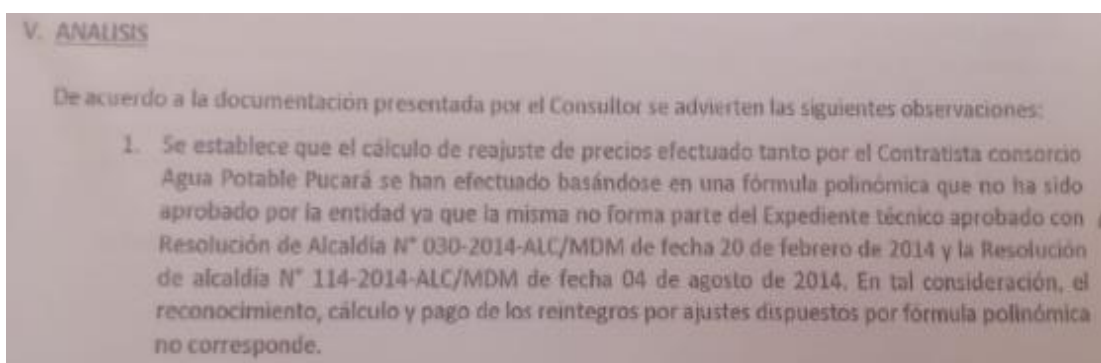 V. ANALISIS
De acuerdo a la documentación presentada por el Consultor se advierten las siguientes observaciones:
1. Se establece que el cálculo de reajuste de precios efectuado tanto por el Contratista consorcio
Agua Potable Pucará se han efectuado basándose en una fórmula polinómica que no ha sido
aprobado por la entidad ya que la misma no forma parte del Expediente técnico aprobado con
Resolución de Alcaldía N° 030-2014-ALC/MDM de fecha 20 de febrero de 2014 y la Resolución
de alcaldía N° 114-2014-ALC/MDM de fecha 04 de agosto de 2014. En tal consideración, el
reconocimiento, cálculo y pago de los reintegros por ajustes dispuestos por fórmula polinómica
no corresponde.